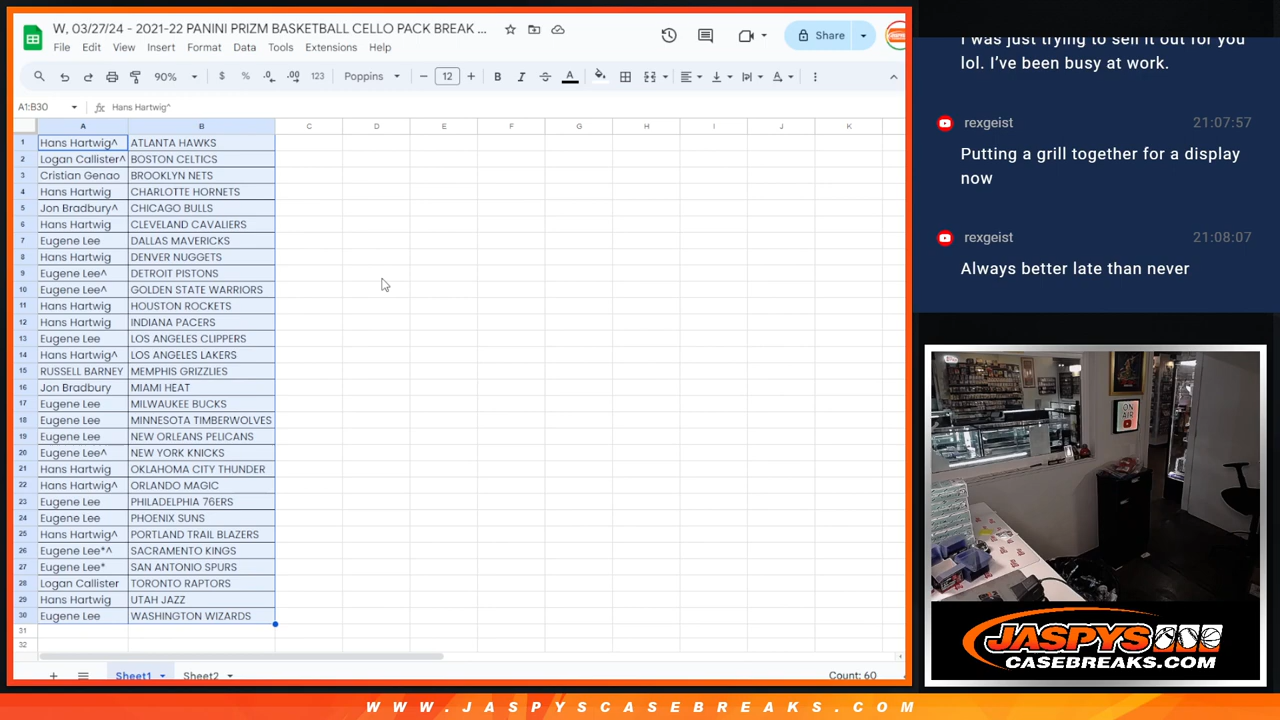 W, 03/27/24 - 2021-22 PANINI PRIZM BASKETBALL CELLO PACK BREAK ...
File Edit View Insert Format Data Tools Extensions Help
Share
90% $ % .0 .00 123 Poppins 12 B I S A
A1:B30 fx Hans Hartwig^
A B C D E F G H I J K
1 Hans Hartwig^ ATLANTA HAWKS
2 Logan Callister^ BOSTON CELTICS
3 Cristian Genao BROOKLYN NETS
4 Hans Hartwig CHARLOTTE HORNETS
5 Jon Bradbury^ CHICAGO BULLS
6 Hans Hartwig CLEVELAND CAVALIERS
7 Eugene Lee DALLAS MAVERICKS
8 Hans Hartwig DENVER NUGGETS
9 Eugene Lee^ DETROIT PISTONS
10 Eugene Lee^ GOLDEN STATE WARRIORS
11 Hans Hartwig HOUSTON ROCKETS
12 Hans Hartwig INDIANA PACERS
13 Eugene Lee LOS ANGELES CLIPPERS
14 Hans Hartwig^ LOS ANGELES LAKERS
15 RUSSELL BARNEY MEMPHIS GRIZZLIES
16 Jon Bradbury MIAMI HEAT
17 Eugene Lee MILWAUKEE BUCKS
18 Eugene Lee MINNESOTA TIMBERWOLVES
19 Eugene Lee NEW ORLEANS PELICANS
20 Eugene Lee^ NEW YORK KNICKS
21 Hans Hartwig OKLAHOMA CITY THUNDER
22 Hans Hartwig^ ORLANDO MAGIC
23 Eugene Lee PHILADELPHIA 76ERS
24 Eugene Lee PHOENIX SUNS
25 Hans Hartwig^ PORTLAND TRAIL BLAZERS
26 Eugene Lee*^ SACRAMENTO KINGS
27 Eugene Lee* SAN ANTONIO SPURS
28 Logan Callister TORONTO RAPTORS
29 Hans Hartwig UTAH JAZZ
30 Eugene Lee WASHINGTON WIZARDS
31
32
Sheet1 Sheet2 Count: 60
I was just trying to sell it out for you
lol. I've been busy at work.
rexgeist 21:07:57
Putting a grill together for a display
now
rexgeist 21:08:07
Always better late than never
ON
AIR
JASPYS
CASEBREAKS.COM
WWW.JASPYSCASEBREAKS.COM